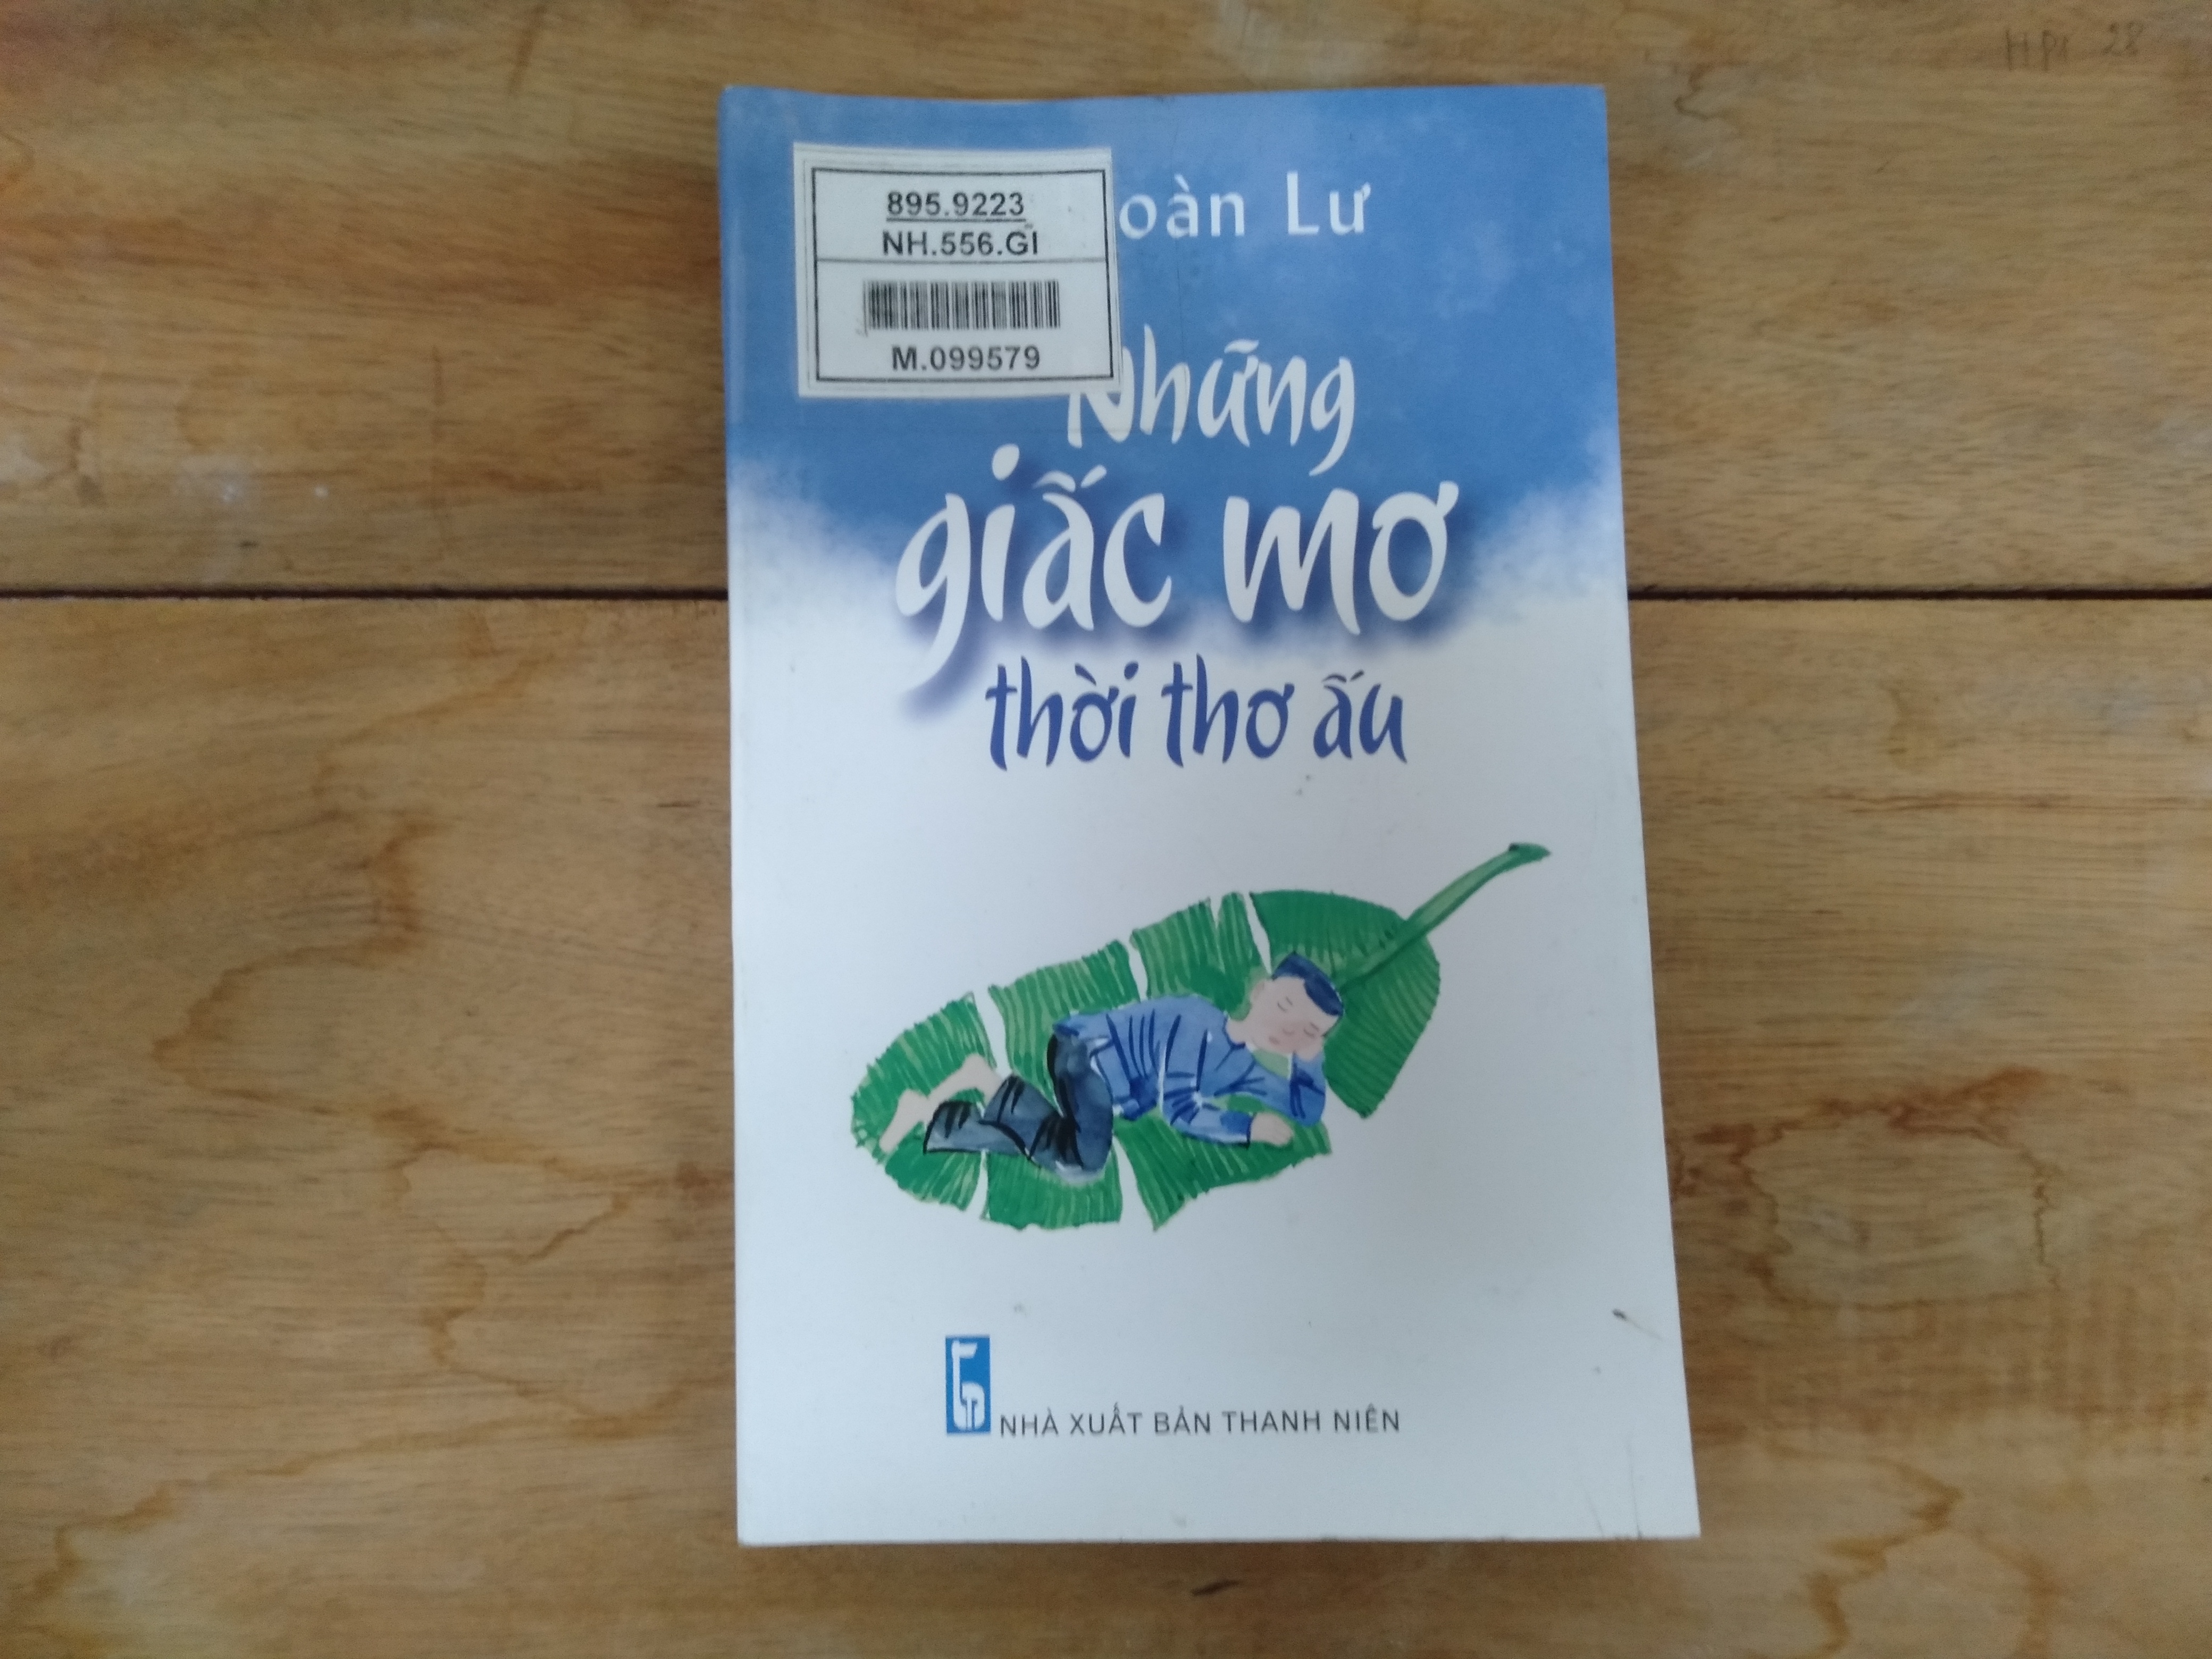 895.9223
NH.556.GI
M.099579
oàn Lư
Những
giấc mơ
thời thơ ấu
NHÀ XUẤT BẢN THANH NIÊN